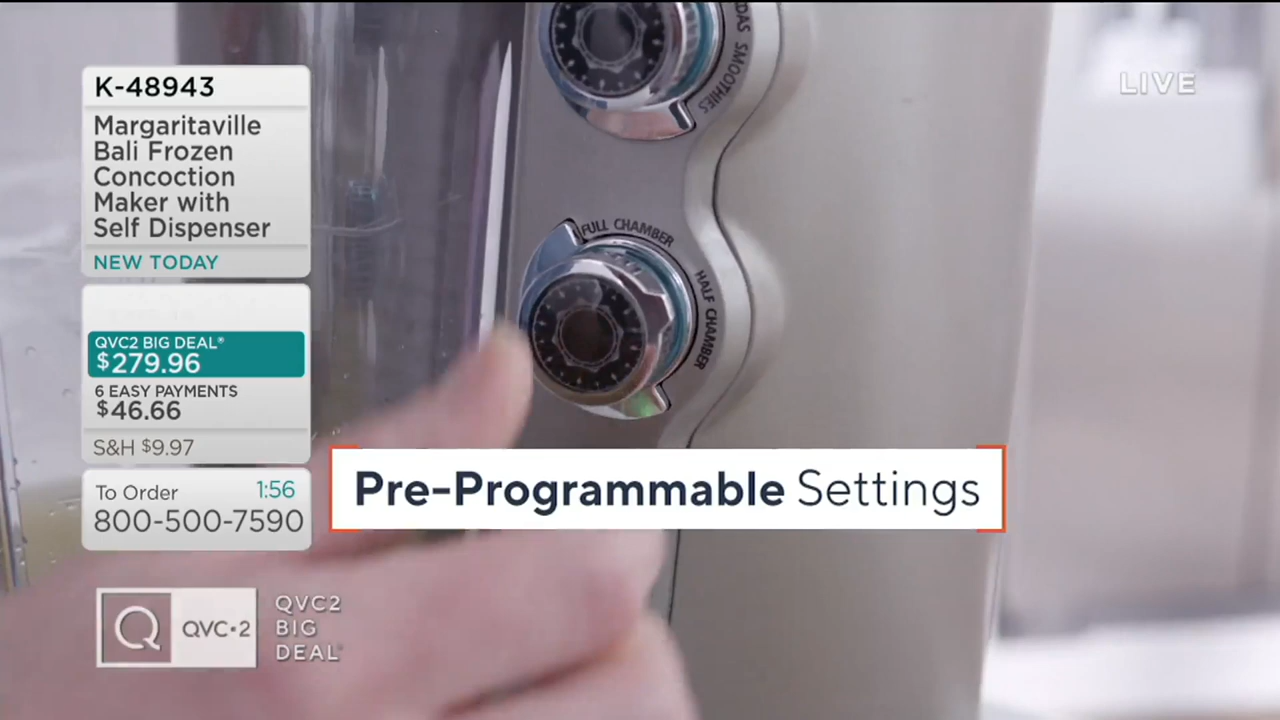 K-48943
Margaritaville
Bali Frozen
Concoction
Maker with
Self Dispenser
NEW TODAY
QVC2 BIG DEAL®
$279.96
6 EASY PAYMENTS
$46.66
S&H $9.97
To Order 1:56
800-500-7590
Q QVC•2
QVC2
BIG
DEAL®
LIVE
SMOOTHIES
FULL CHAMBER
HALF CHAMBER
Pre-Programmable Settings